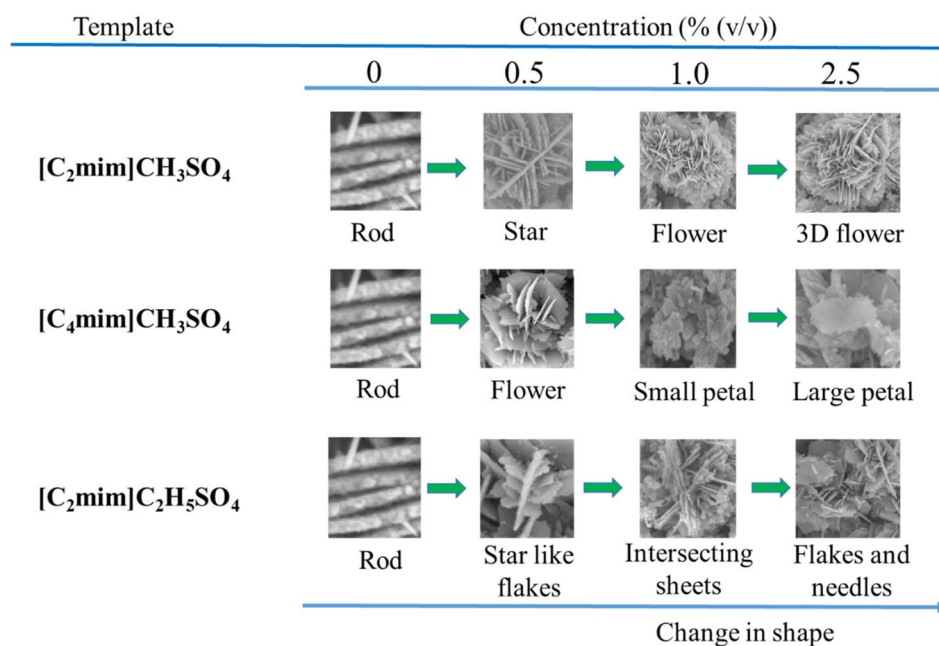 Template Concentration (% (v/v))
0 0.5 1.0 2.5
[C₂mim]CH₃SO₄
Rod Star Flower 3D flower
[C₄mim]CH₃SO₄
Rod Flower Small petal Large petal
[C₂mim]C₂H₅SO₄
Rod Star like flakes Intersecting sheets Flakes and needles
Change in shape